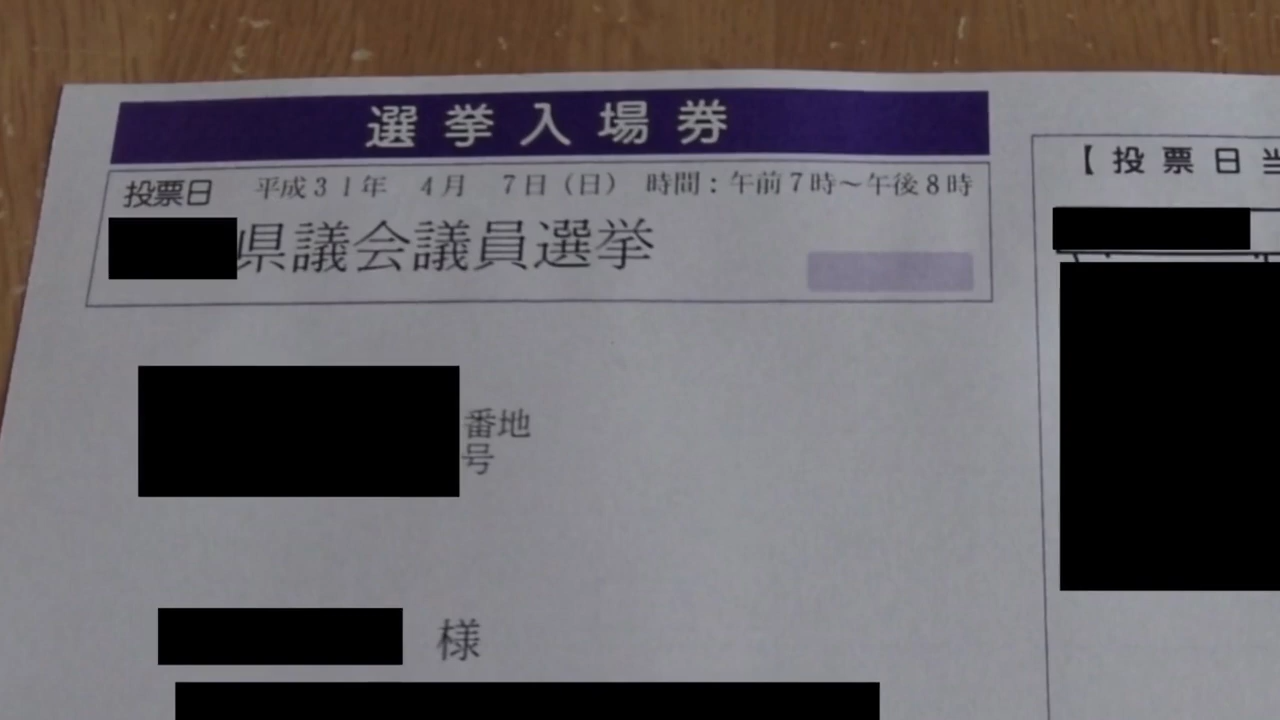 選挙入場券
投票日 平成31年 4月 7日(日) 時間:午前7時~午後8時
県議会議員選挙
番地
号
様
【投票日